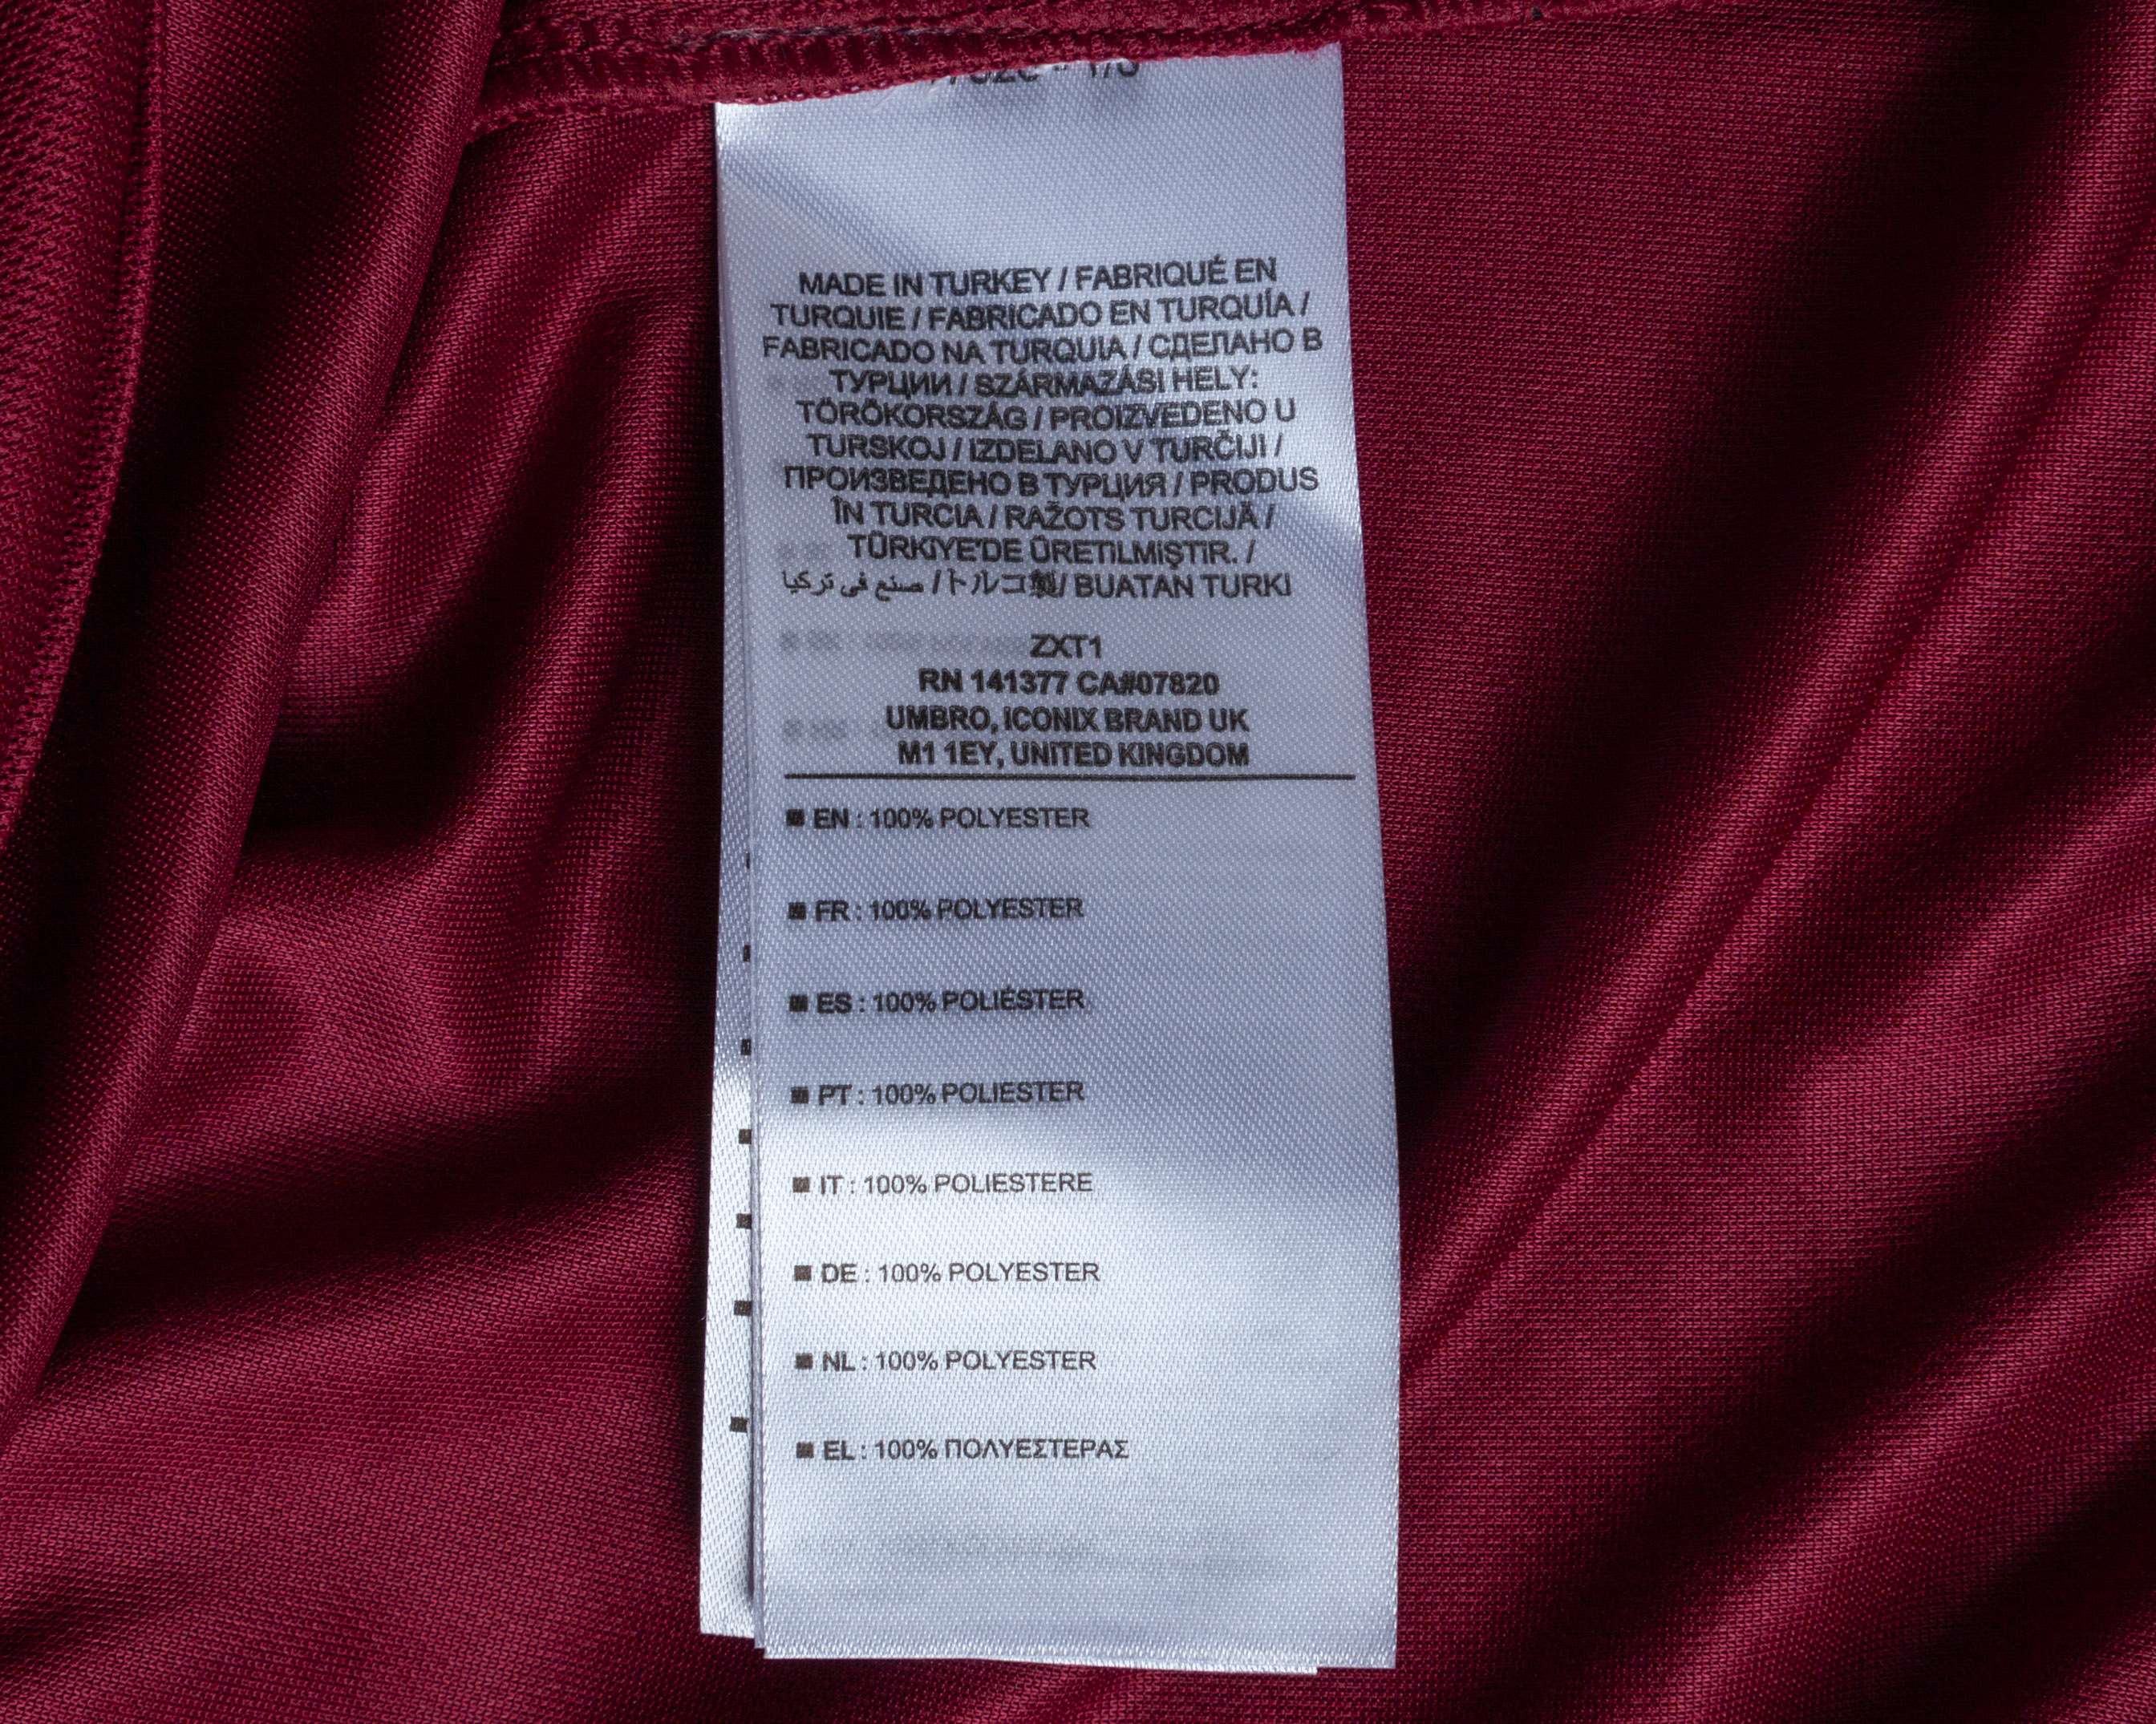 MADE IN TURKEY / FABRIQUÉ EN
TURQUIE / FABRICADO EN TURQUÍA /
FABRICADO NA TURQUIA / СДЕЛАНО В
ТУРЦИИ / SZÁRMAZÁSI HELY:
TÖRÖKORSZÁG / PROIZVEDENO U
TURSKOJ / IZDELANO V TURČIJI /
ПРОИЗВЕДЕНО В ТУРЦИЯ / PRODUS
ÎN TURCIA / RAŽOTS TURCIJĀ /
TÜRKIYE'DE ÜRETILMİŞTİR. /
صنع في تركيا / トルコ製/ BUATAN TURKI
ZXT1
RN 141377 CA#07820
UMBRO, ICONIX BRAND UK
M1 1EY, UNITED KINGDOM
■ EN : 100% POLYESTER
■ FR : 100% POLYESTER
■ ES : 100% POLIÉSTER
■ PT : 100% POLIESTER
■ IT : 100% POLIESTERE
■ DE : 100% POLYESTER
■ NL : 100% POLYESTER
■ EL : 100% ΠΟΛΥΕΣΤΕΡΑΣ